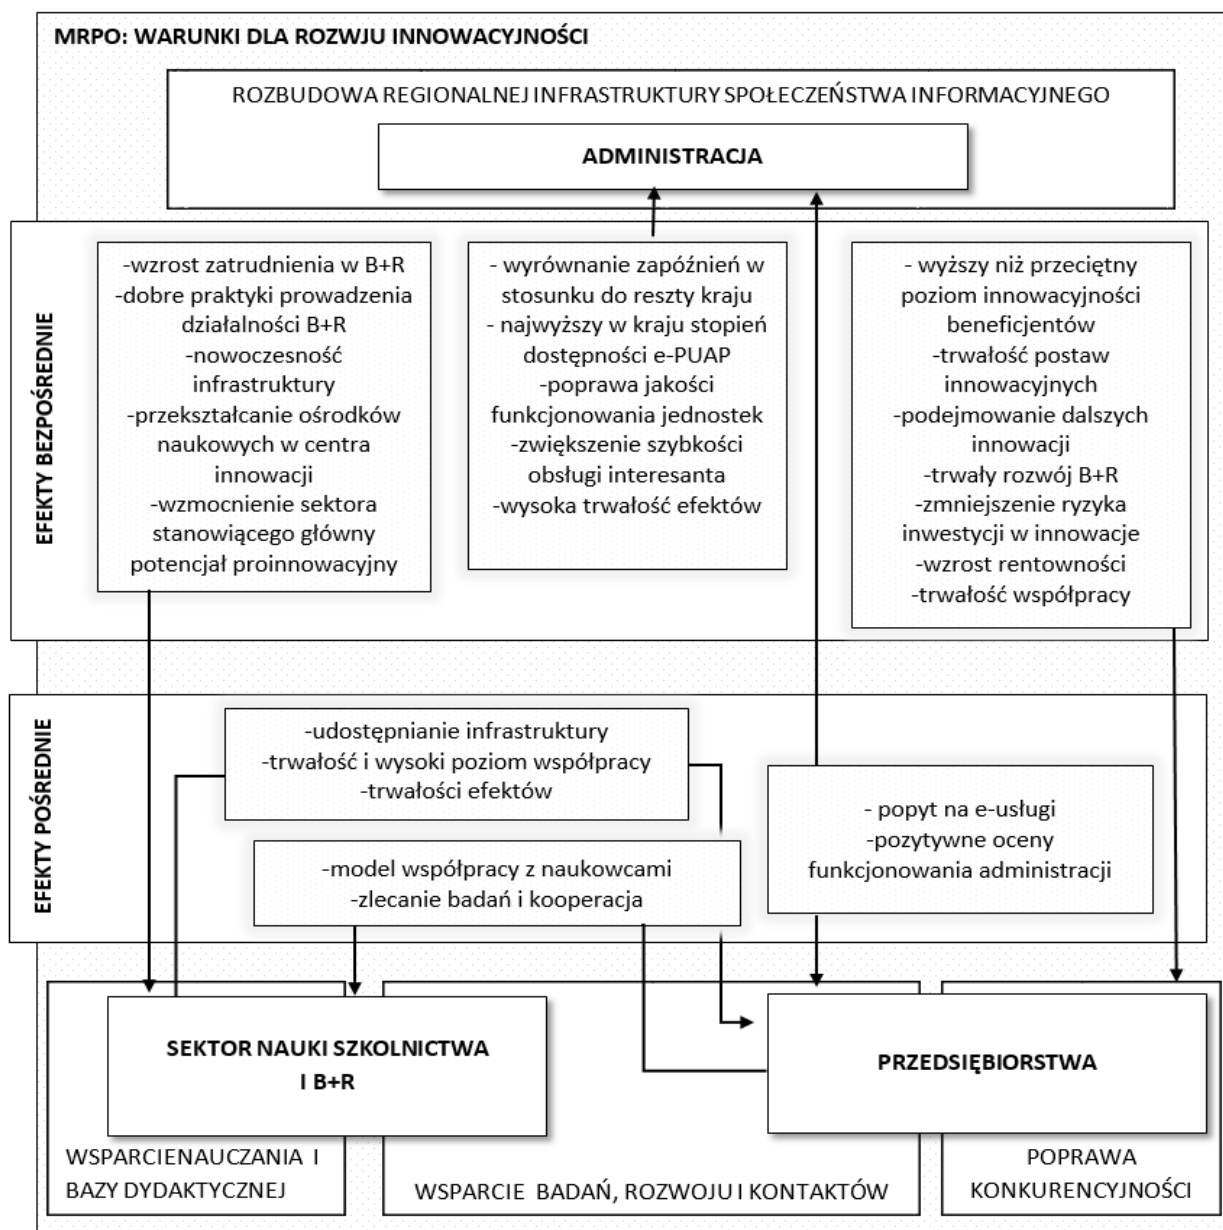 MRPO: WARUNKI DLA ROZWJU INNOWACYJNOŚCI
ROZBUDOWA REGIONALNEJ INFRASTRUKTURY SPOŁECZEŃSTWA INFORMACYJNEGO
ADMINISTRACJA
EFEKTY BEZPOŚREDNIE
-wzrost zatrudnienia w B+R
-dobre praktyki prowadzenia
działalności B+R
-nowoczesność
infrastruktury
-przekształcanie ośrodków
naukowych w centra
innowacji
-wzmocnienie sektora
stanowiącego główny
potencjał proinnowacyjny
- wyrównanie zapóźnień w
stosunku do reszty kraju
- najwyższy w kraju stopień
dostępności e-PUAP
-poprawa jakości
funkcjonowania jednostek
-zwiększenie szybkości
obsługi interesanta
-wysoka trwałość efektów
- wyższy niż przeciętny
poziom innowacyjności
beneficjentów
-trwałość postaw
innowacyjnych
-podejmowanie dalszych
innowacji
-trwały rozwój B+R
-zmniejszenie ryzyka
inwestycji w innowacje
-wzrost rentowności
-trwałość współpracy
EFEKTY POŚREDNIE
-udostępnianie infrastruktury
-trwałość i wysoki poziom współpracy
-trwałości efektów
-model współpracy z naukowcami
-zlecanie badań i kooperacja
- popyt na e-usługi
-pozytywne oceny
funkcjonowania administracji
SEKTOR NAUKI SZKOLNICTWA
I B+R
PRZEDSIĘBIORSTWA
WSPARCIENAUCZANIA I
BAZY DYDAKTYCZNEJ
WSPARCIE BADAŃ, ROZWOJU I KONTAKTÓW
POPRAWA
KONKURENCYJNOŚCI